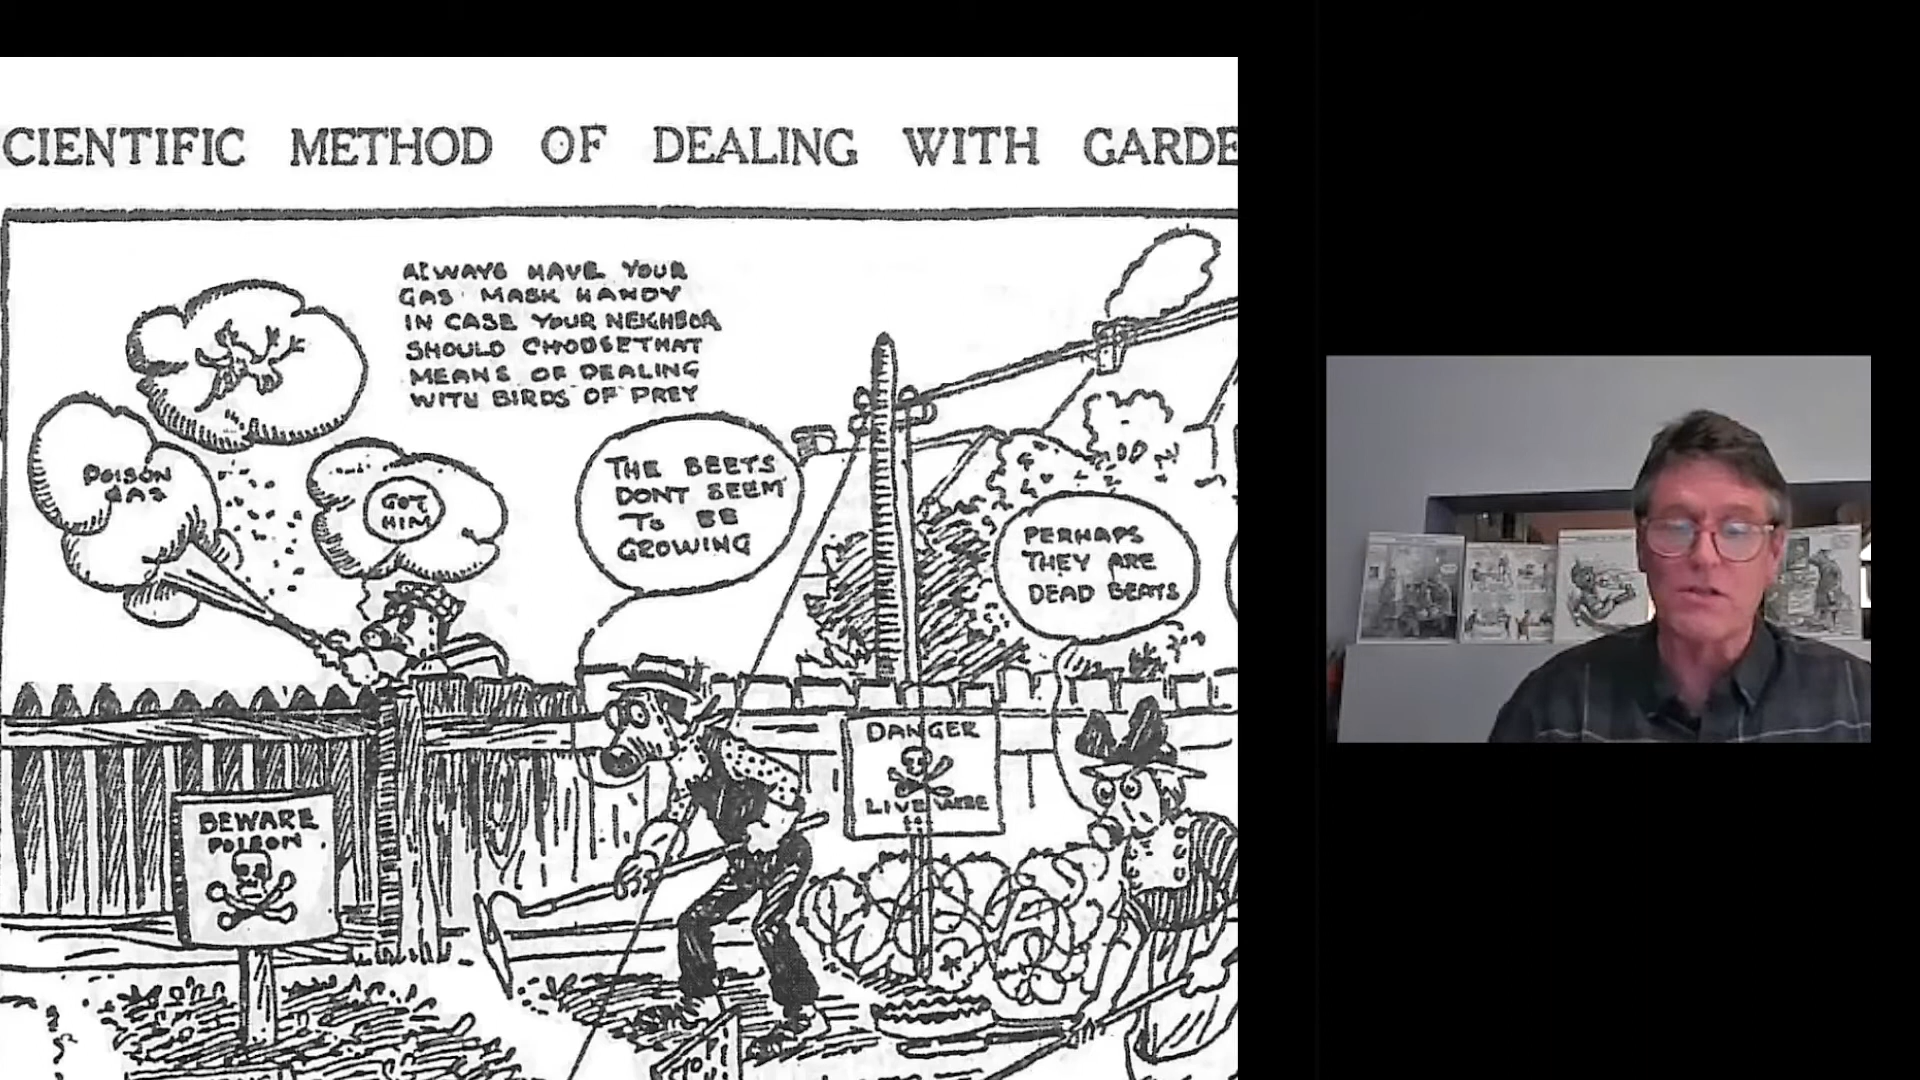 CIENTIFIC METHOD OF DEALING WITH GARDE
ALWAYS HAVE YOUR
GAS MASK HANDY
IN CASE YOUR NEIGHBOR
SHOULD CHOOSE THAT
MEANS OF DEALING
WITH BIRDS OF PREY
POISON
GAS
GOT
HIM
THE BEETS
DONT SEEM
TO BE
GROWING
PERHAPS
THEY ARE
DEAD BEATS
DANGER
LIVE WIRE
BEWARE
POISON